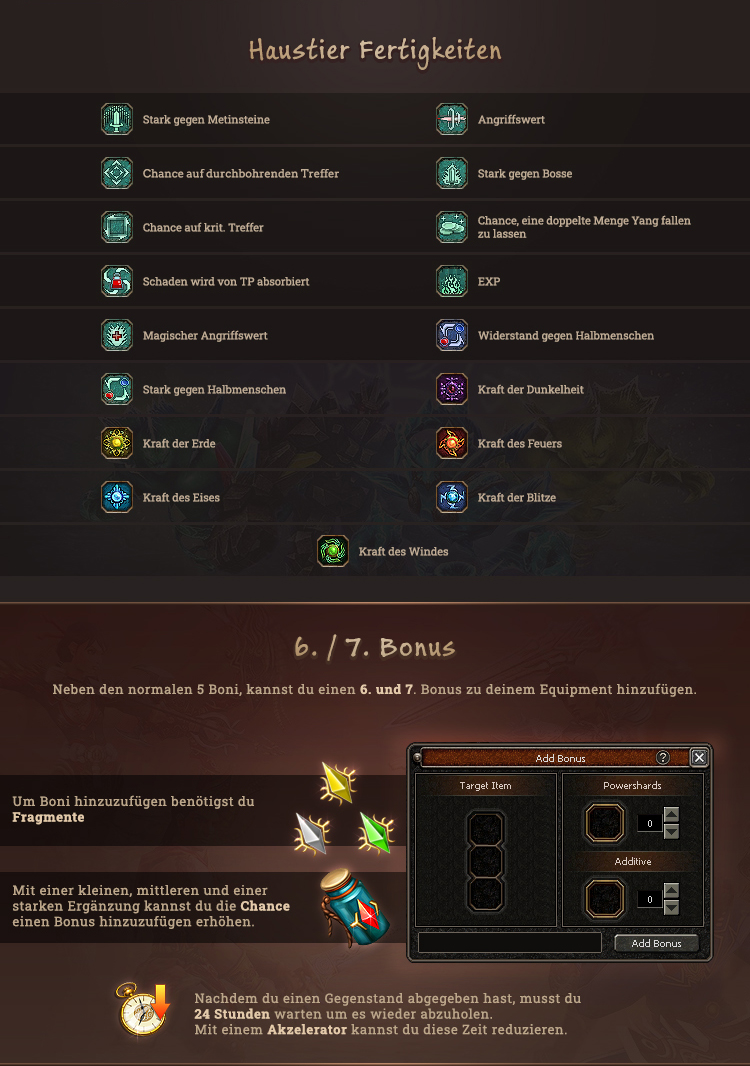 Haustier Fertigkeiten
Stark gegen Metinsteine
Angriffswert
Chance auf durchbohrenden Treffer
Stark gegen Bosse
Chance auf krit. Treffer
Chance, eine doppelte Menge Yang fallen
zu lassen
Schaden wird von TP absorbiert
EXP
Magischer Angriffswert
Widerstand gegen Halbmenschen
Stark gegen Halbmenschen
Kraft der Dunkelheit
Kraft der Erde
Kraft des Feuers
Kraft des Eises
Kraft der Blitze
Kraft des Windes
6. / 7. Bonus
Neben den normalen 5 Boni, kannst du einen 6. und 7. Bonus zu deinem Equipment hinzufügen.
Um Boni hinzuzufügen benötigst du
Fragmente
Mit einer kleinen, mittleren und einer
starken Ergänzung kannst du die Chance
einen Bonus hinzuzufügen erhöhen.
Add Bonus
?
Target Item
Powershards
0
Additive
0
Add Bonus
Nachdem du einen Gegenstand abgegeben hast, musst du
24 Stunden warten um es wieder abzuholen.
Mit einem Akzelerator kannst du diese Zeit reduzieren.